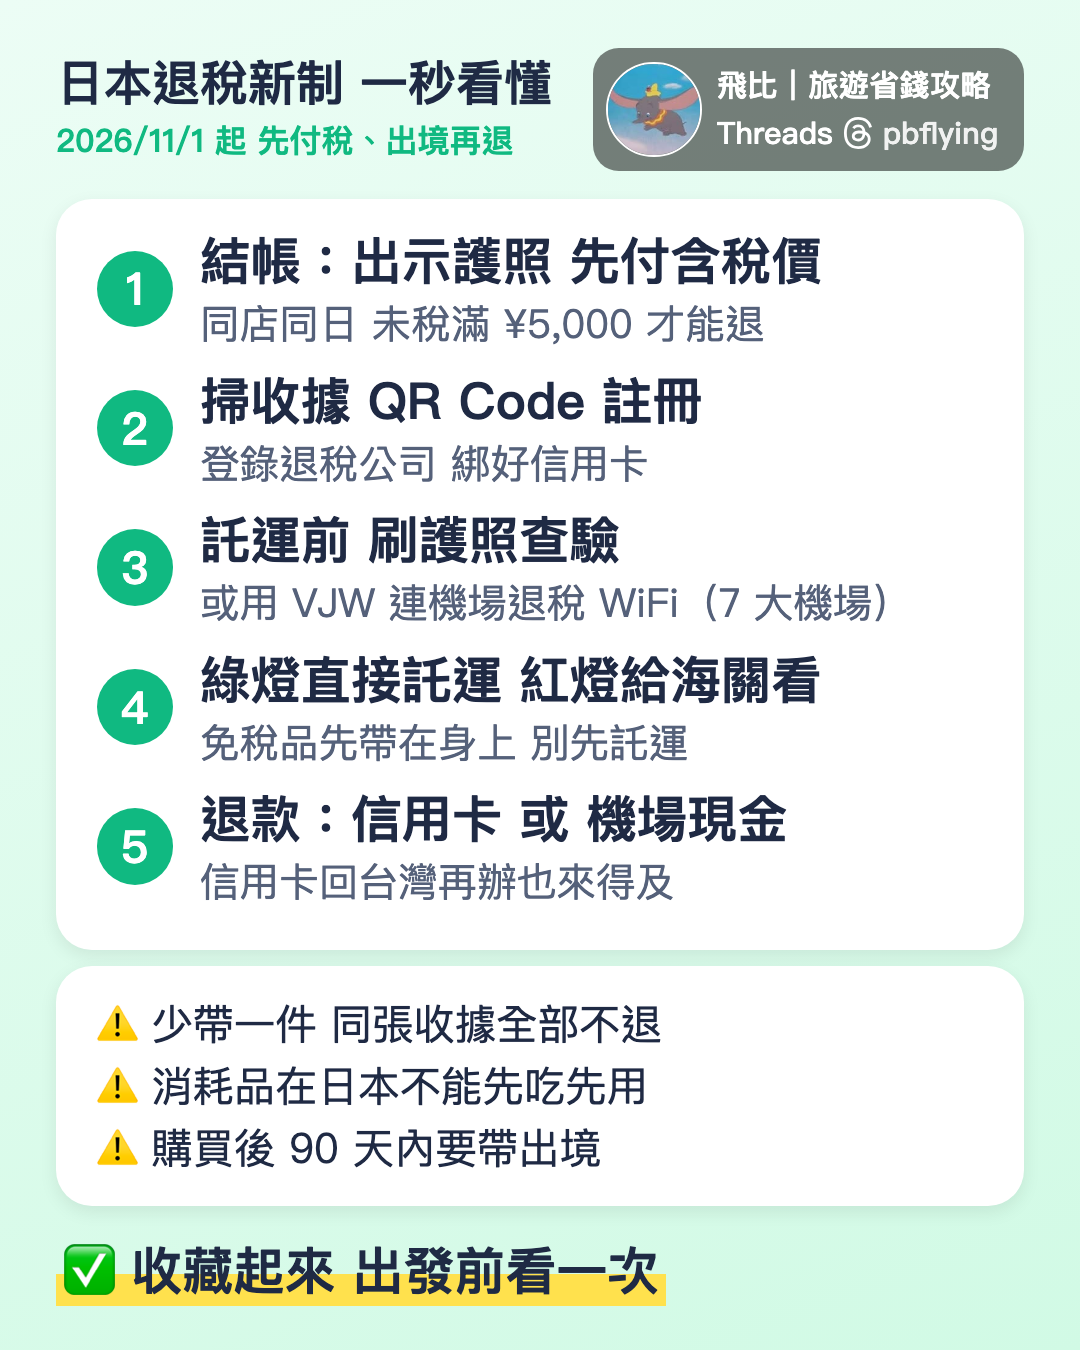 日本退稅新制 一秒看懂
2026/11/1 起 先付稅、出境再退
飛比｜旅遊省錢攻略
Threads pbflying
1
結帳：出示護照 先付含稅價
同店同日 未稅滿 ¥5,000 才能退
2
掃收據 QR Code 註冊
登錄退稅公司 綁好信用卡
3
託運前 刷護照查驗
或用 VJW 連機場退稅 WiFi（7 大機場）
4
綠燈直接託運 紅燈給海關看
免稅品先帶在身上 別先託運
5
退款：信用卡 或 機場現金
信用卡回台灣再辦也來得及
⚠️ 少帶一件 同張收據全部不退
⚠️ 消耗品在日本不能先吃先用
⚠️ 購買後 90 天內要帶出境
✅ 收藏起來 出發前看一次